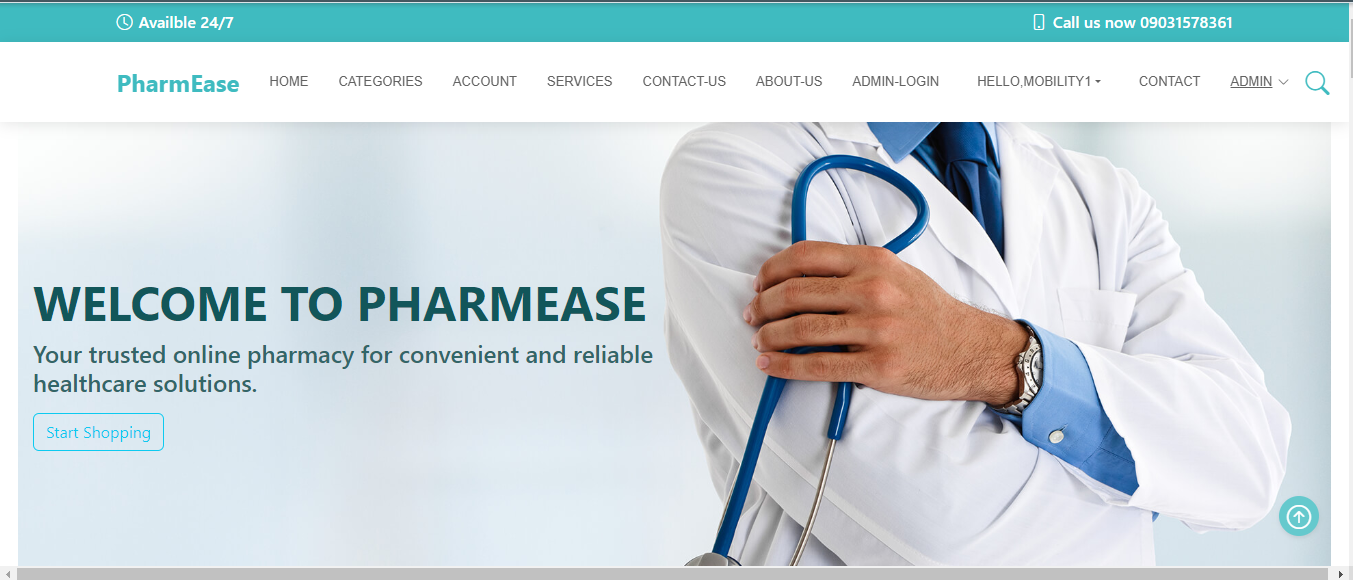 Availble 24/7
Call us now 09031578361
PharmEase HOME CATEGORIES ACCOUNT SERVICES CONTACT-US ABOUT-US ADMIN-LOGIN HELLO,MOBILITY1 CONTACT ADMIN
WELCOME TO PHARMEASE
Your trusted online pharmacy for convenient and reliable
healthcare solutions.
Start Shopping